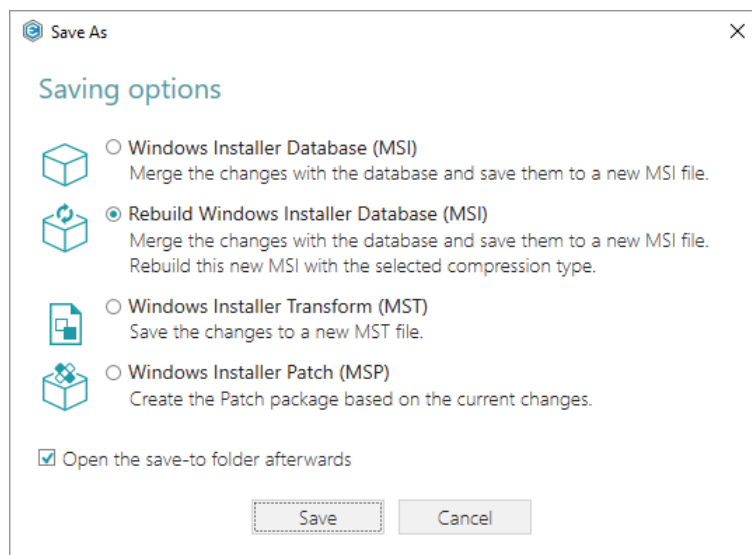 Save As
Saving options
Windows Installer Database (MSI)
Merge the changes with the database and save them to a new MSI file.
Rebuild Windows Installer Database (MSI)
Merge the changes with the database and save them to a new MSI file.
Rebuild this new MSI with the selected compression type.
Windows Installer Transform (MST)
Save the changes to a new MST file.
Windows Installer Patch (MSP)
Create the Patch package based on the current changes.
Open the save-to folder afterwards
Save
Cancel